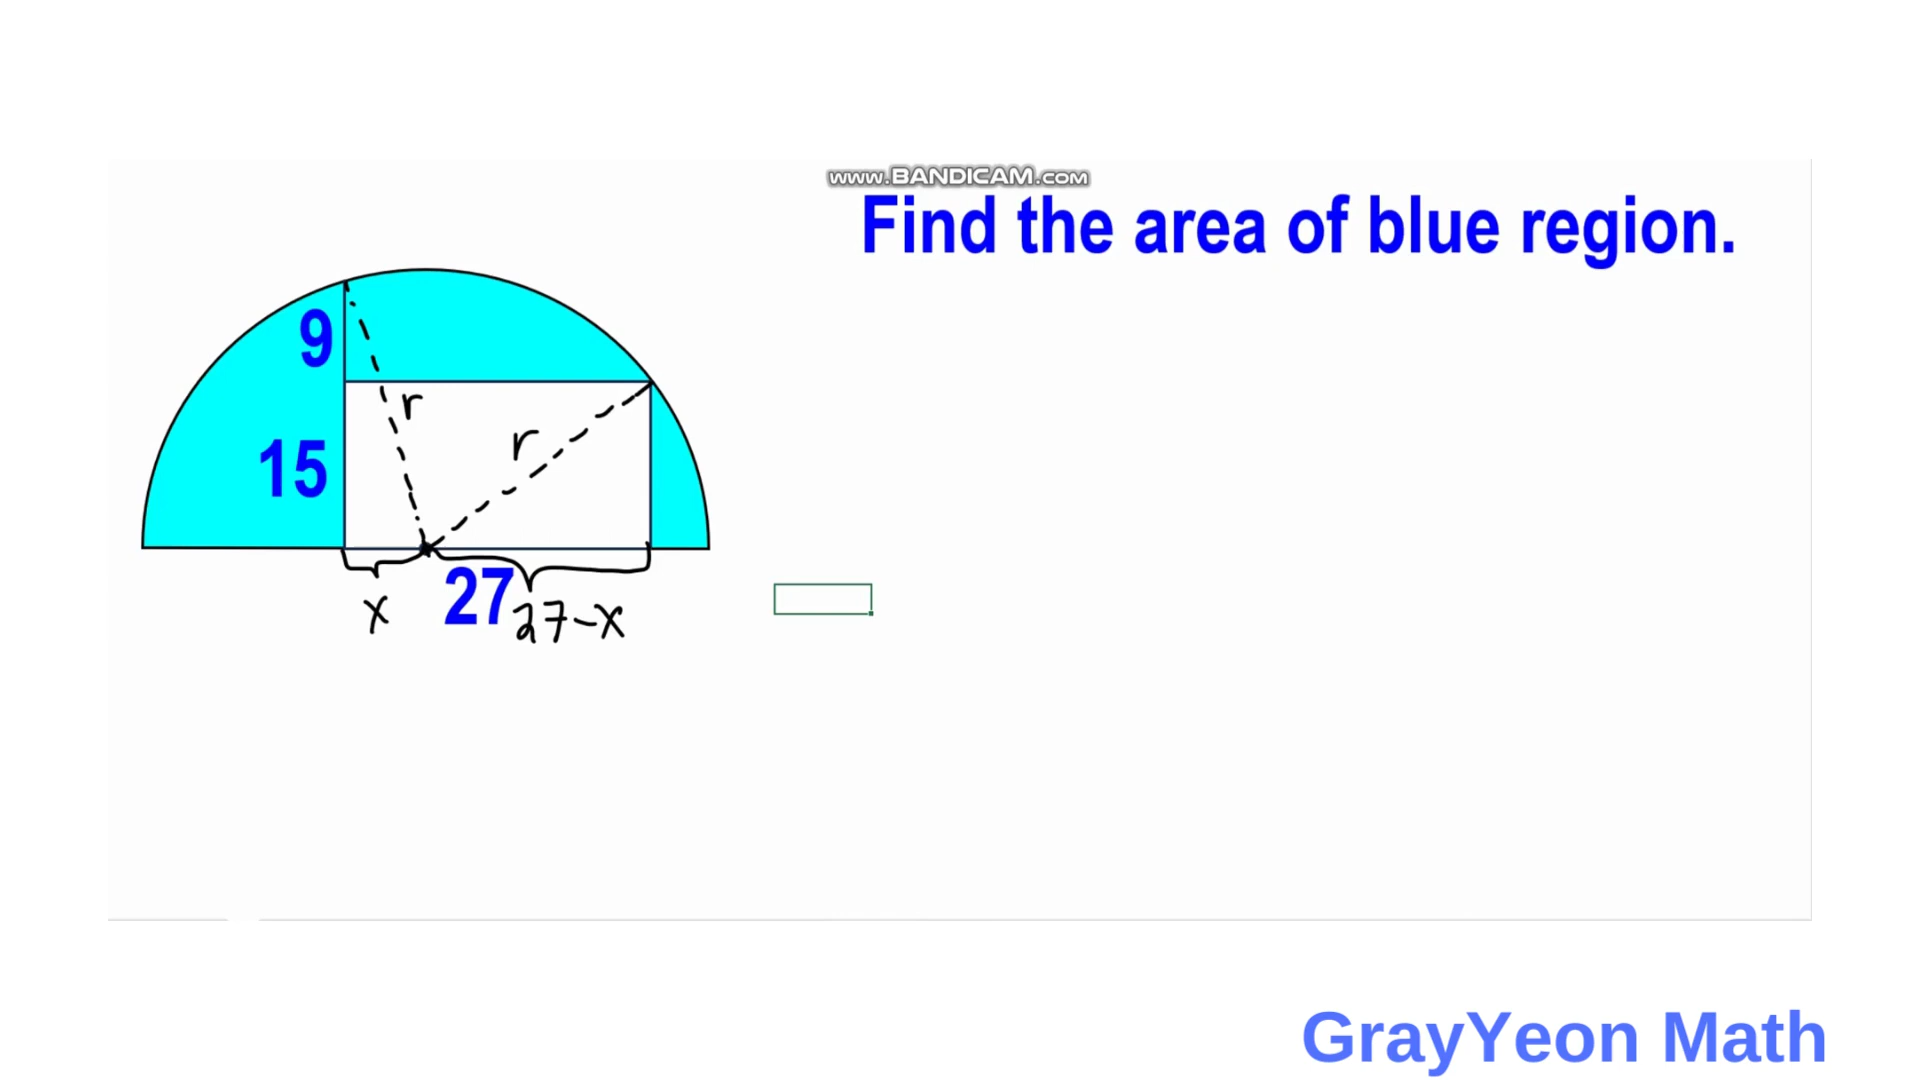 www.BANDICAM.com
Find the area of blue region.
9
r
r
15
x
27
27-x
GrayYeon Math